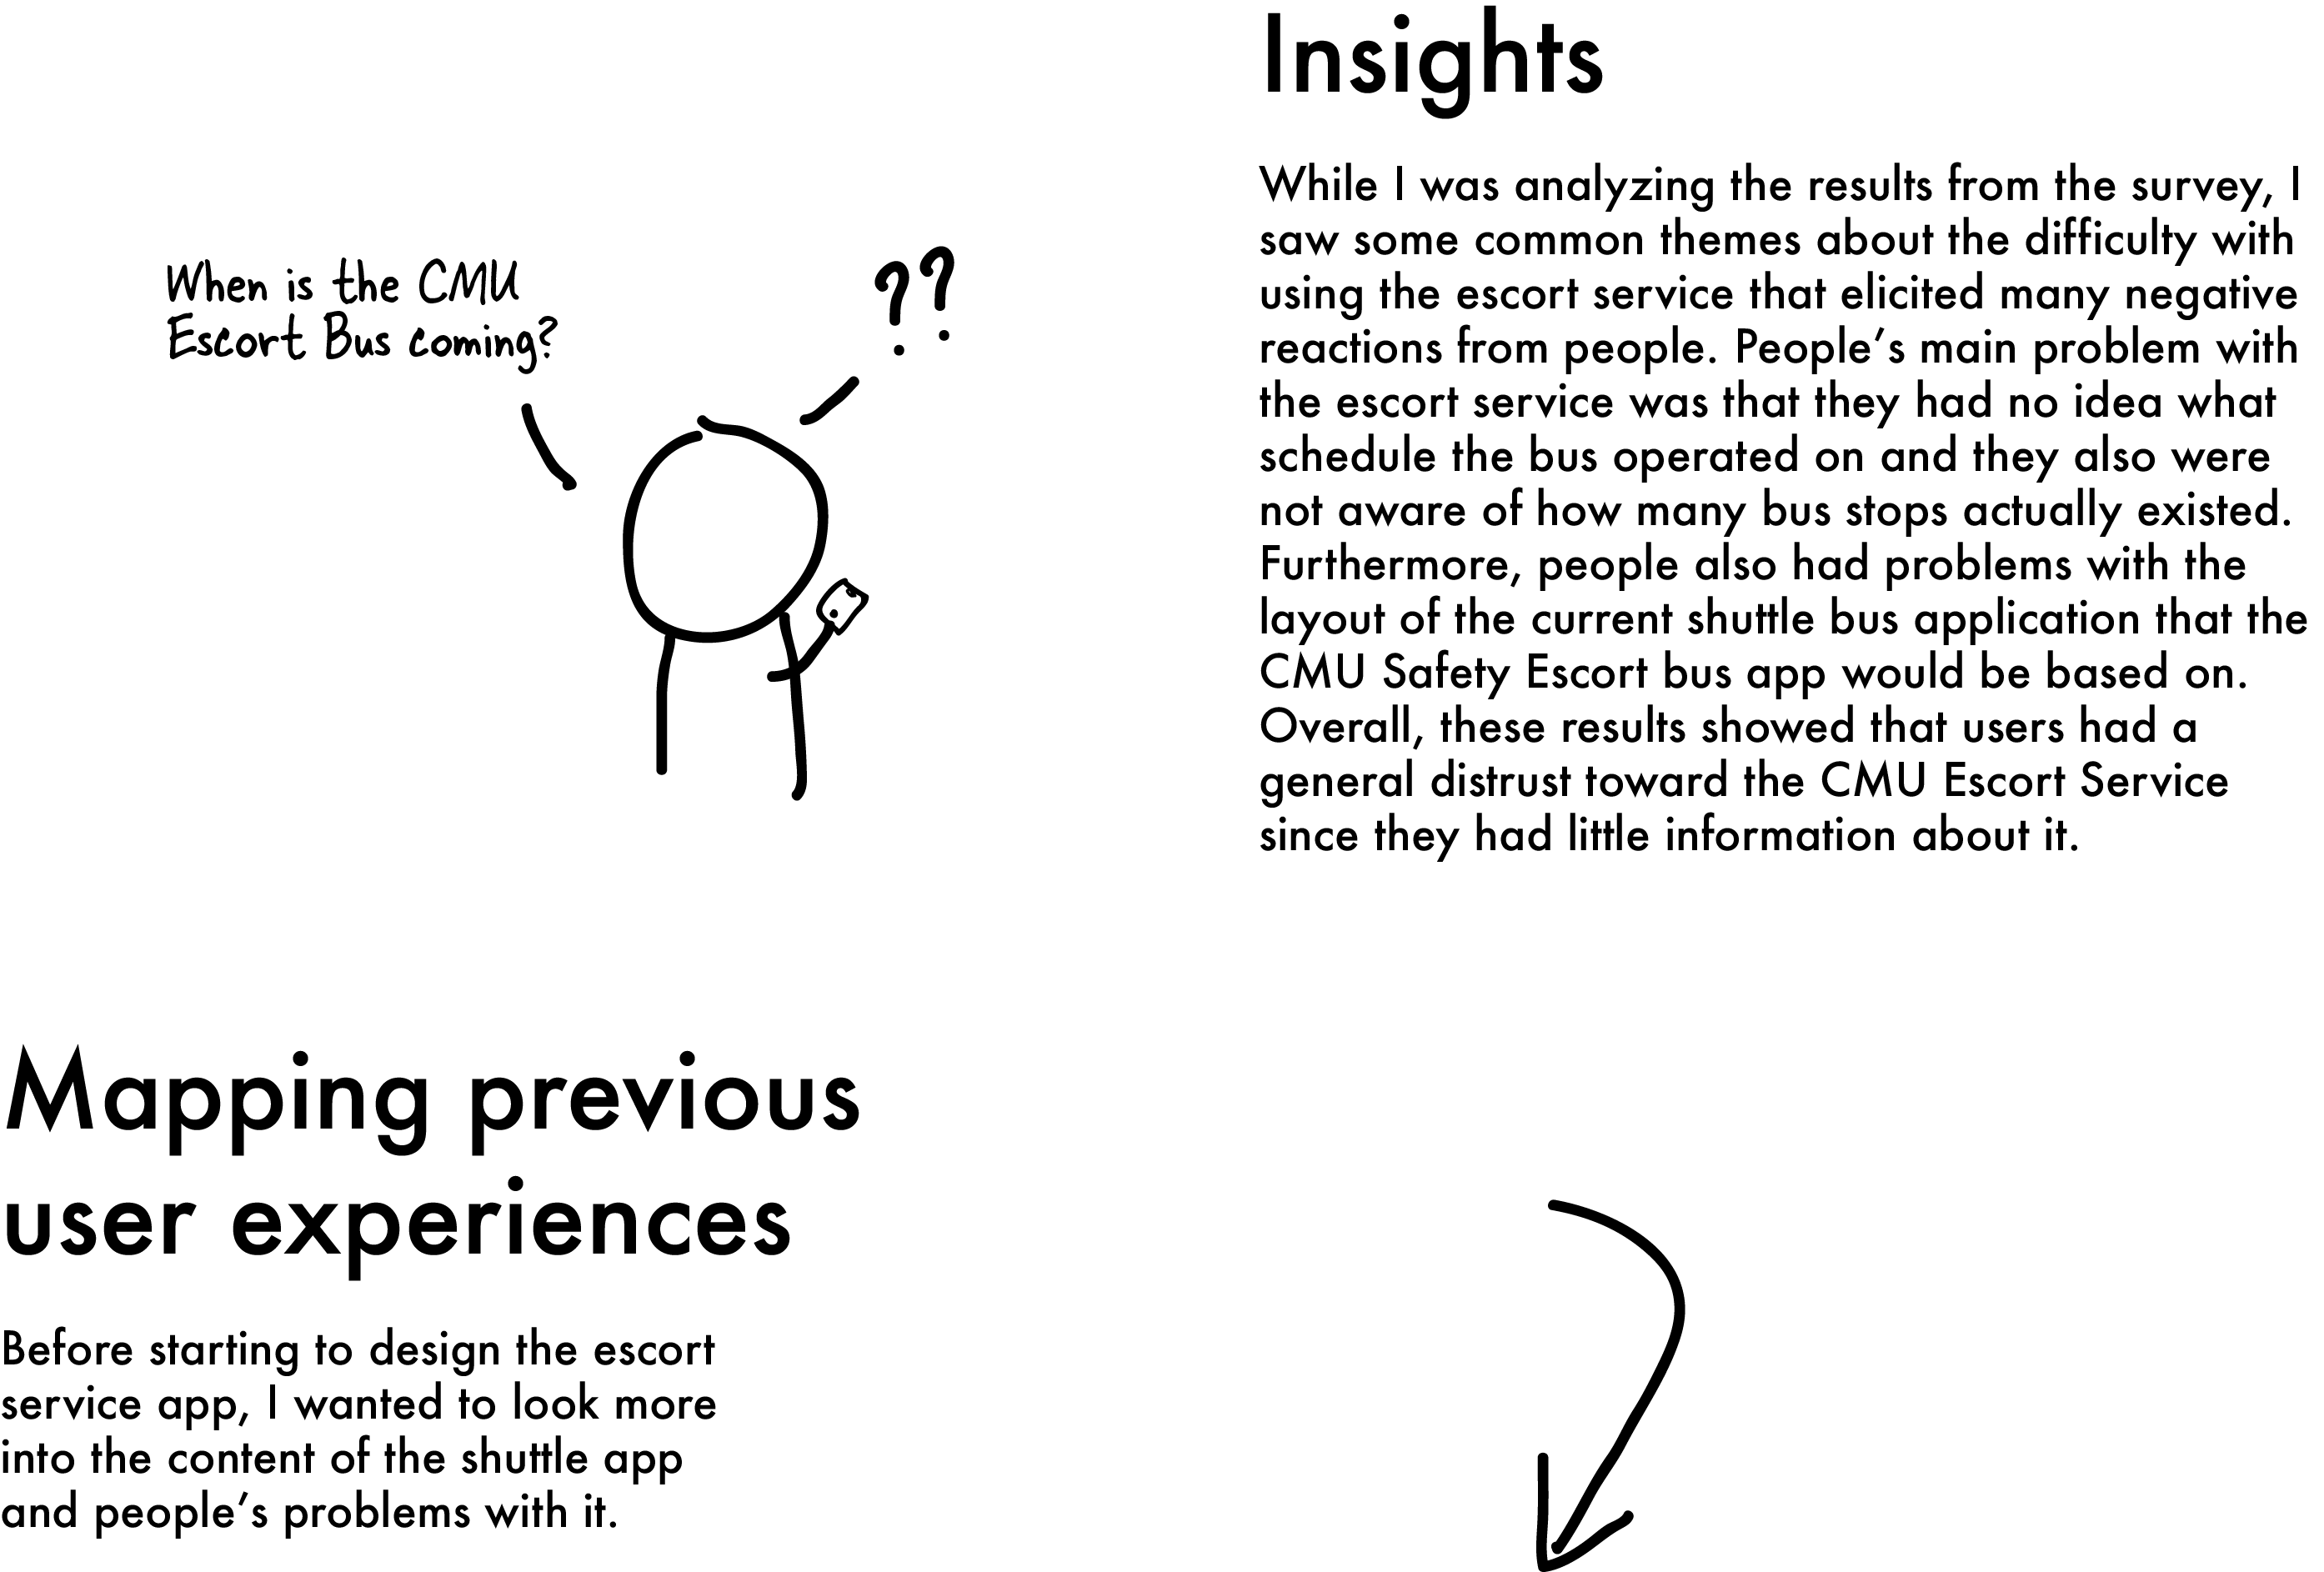 When is the CMU
Escort Bus coming?
??
Insights
While I was analyzing the results from the survey, I
saw some common themes about the difficulty with
using the escort service that elicited many negative
reactions from people. People's main problem with
the escort service was that they had no idea what
schedule the bus operated on and they also were
not aware of how many bus stops actually existed.
Furthermore, people also had problems with the
layout of the current shuttle bus application that the
CMU Safety Escort bus app would be based on.
Overall, these results showed that users had a
general distrust toward the CMU Escort Service
since they had little information about it.
Mapping previous
user experiences
Before starting to design the escort
service app, I wanted to look more
into the content of the shuttle app
and people's problems with it.